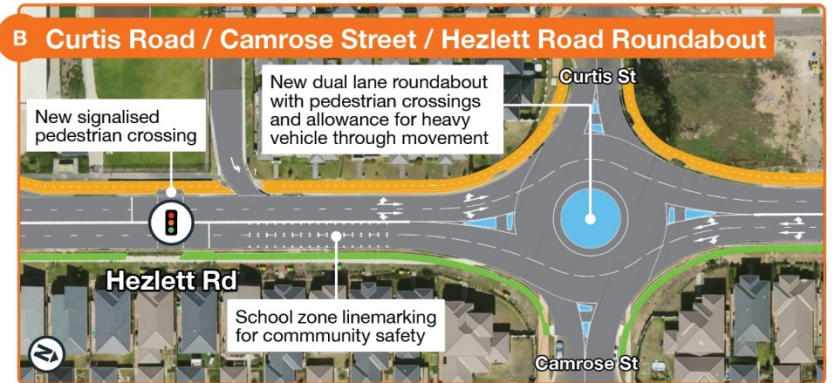 B Curtis Road / Camrose Street / Hezlett Road Roundabout
New signalised
pedestrian crossing
New dual lane roundabout
with pedestrian crossings
and allowance for heavy
vehicle through movement
Curtis St
Hezlett Rd
School zone linemarking
for commmunity safety
Camrose St
N